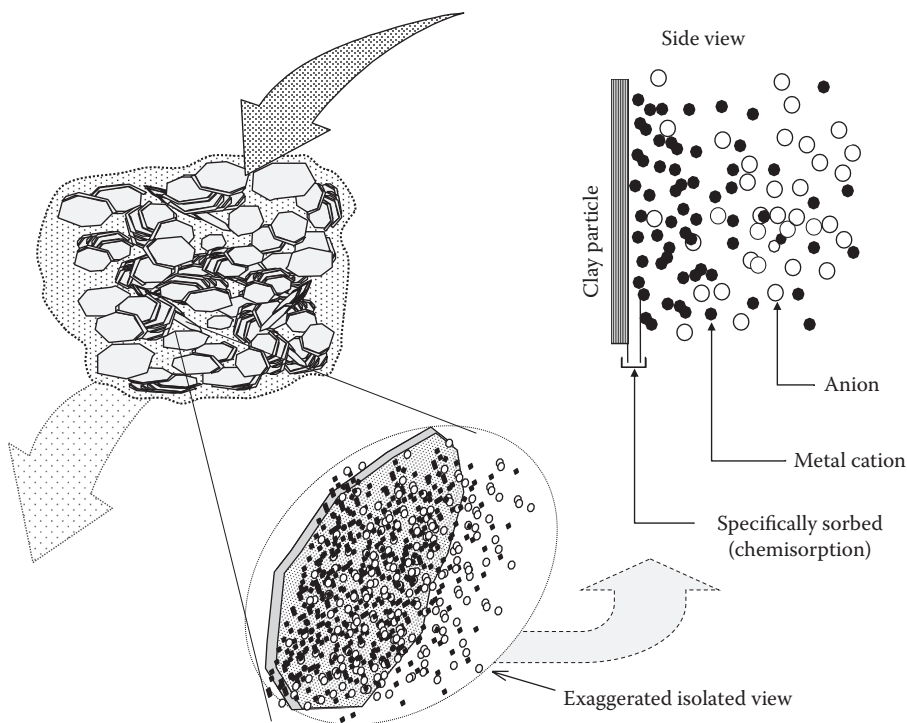 Side view
Clay particle
Anion
Metal cation
Specifically sorbed
(chemisorption)
Exaggerated isolated view